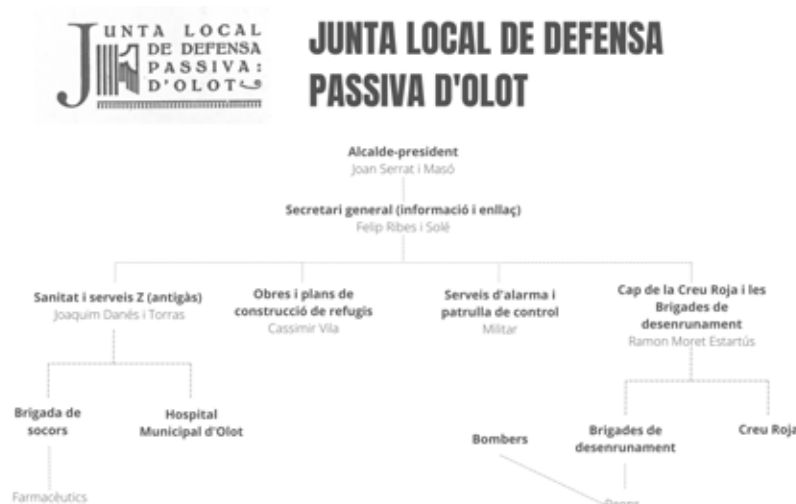 JUNTA LOCAL
DE DEFENSA
PASSIVA:
D'OLOT
JUNTA LOCAL DE DEFENSA
PASSIVA D'OLOT
Alcalde-president
Joan Serrat i Masó
Secretari general (informació i enllaç)
Felip Ribes i Solé
Sanitat i serveis Z (antigàs)
Joaquim Danés i Torras
Obres i plans de
construcció de refugis
Cassimir Vila
Serveis d'alarma i
patrulla de control
Militar
Cap de la Creu Roja i les
Brigades de
desenrunament
Ramon Moret Estartús
Brigada de
socors
Hospital
Municipal d'Olot
Bombers
Brigades de
desenrunament
Creu Roja
Farmacèutics